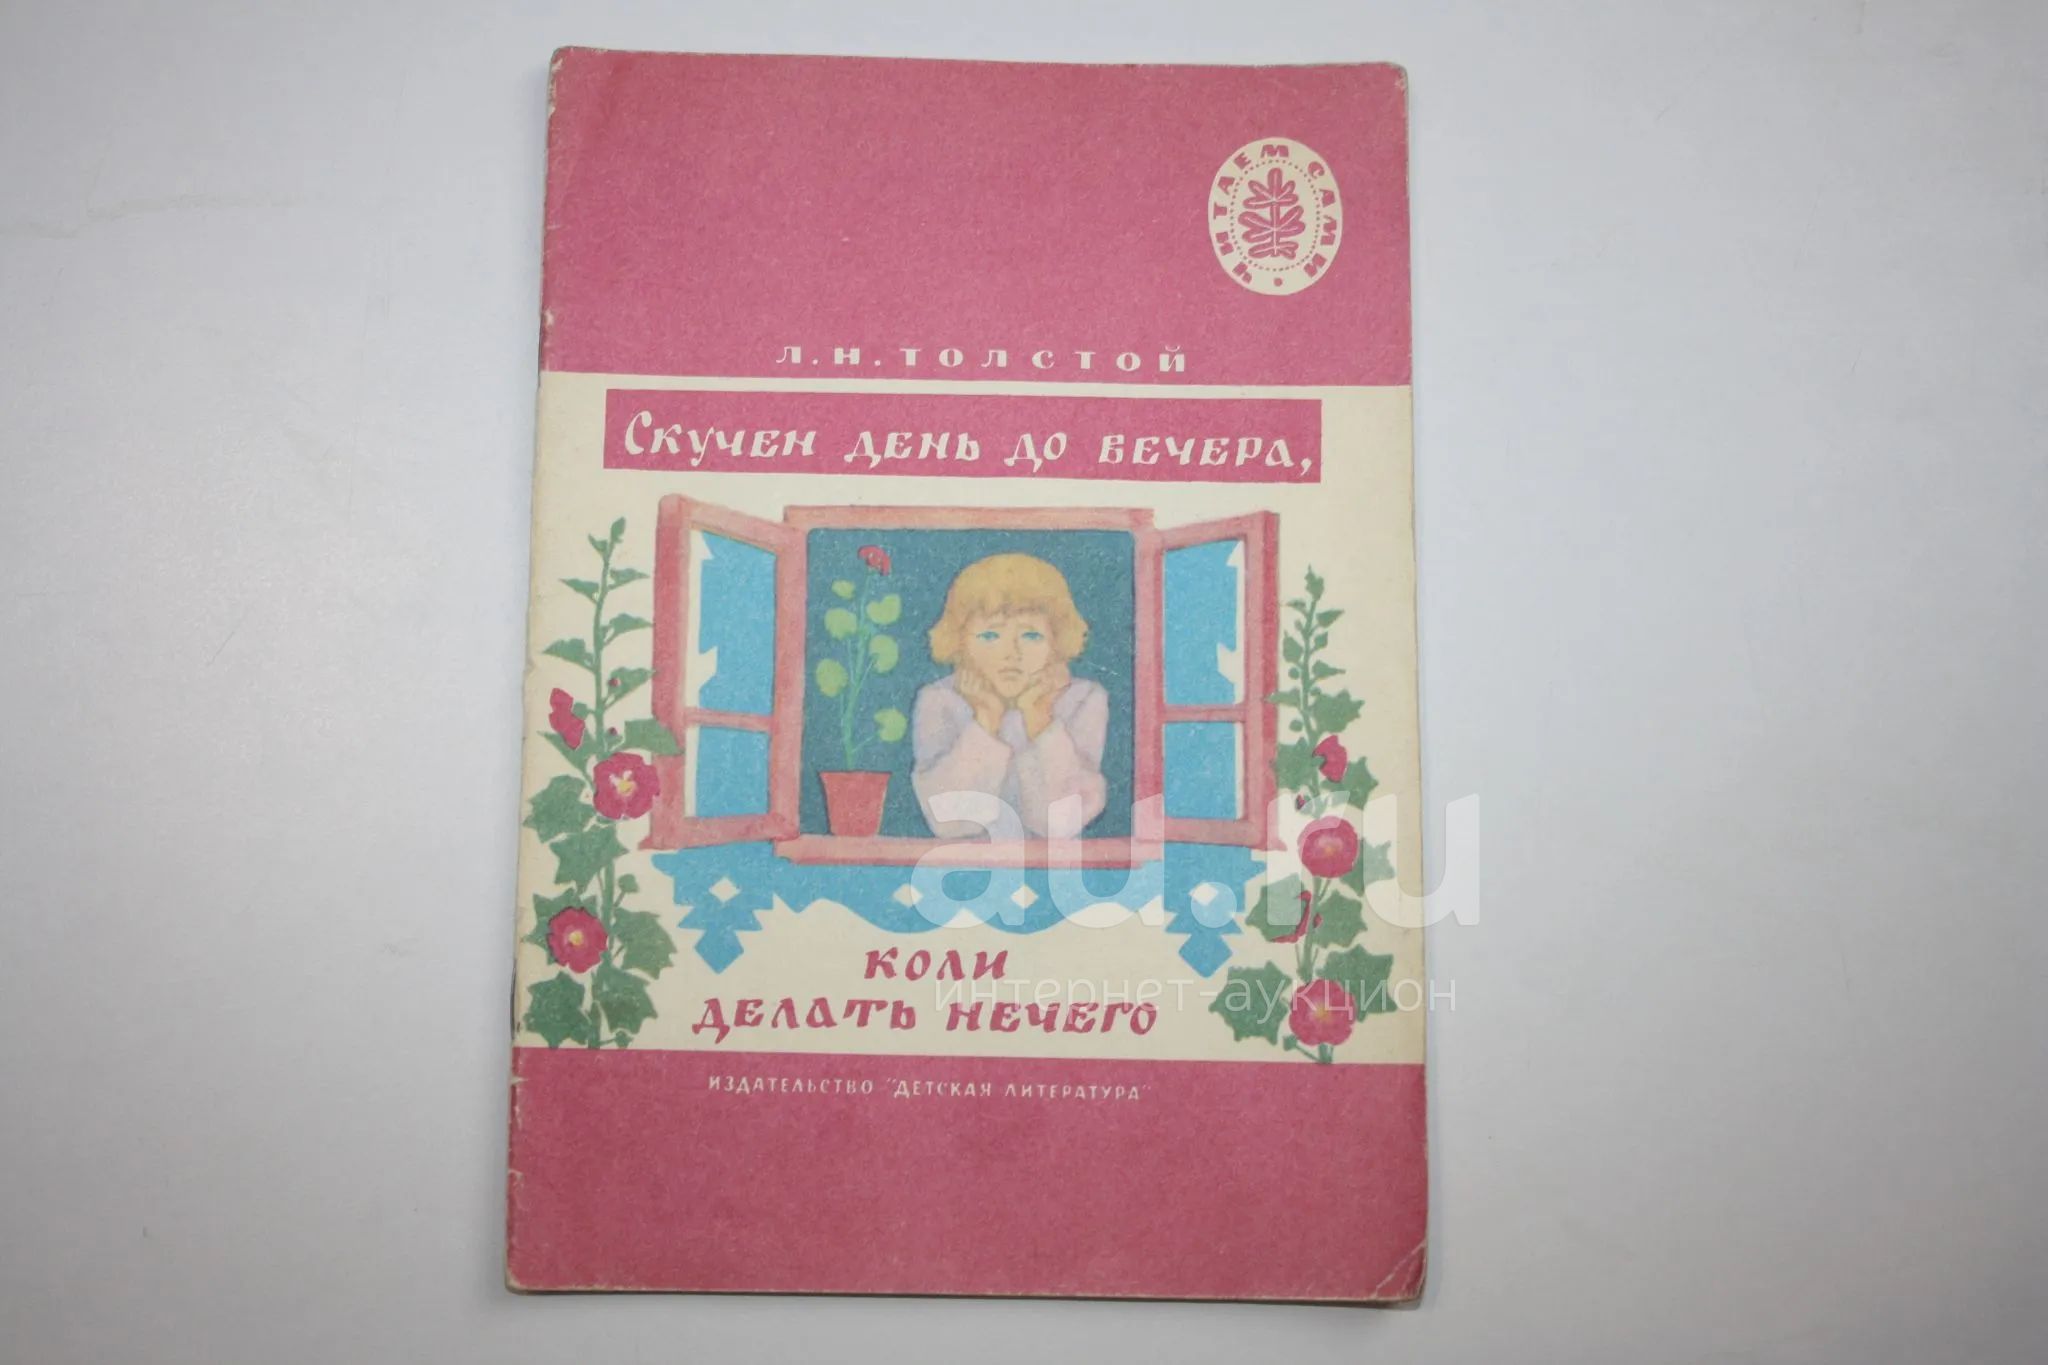 ЧИТАЕМ САМИ
Л. Н. ТОЛСТОЙ
Скучен день до вечера,
коли
делать нечего
ИЗДАТЕЛЬСТВО "ДЕТСКАЯ ЛИТЕРАТУРА"
au.ru
интернет-аукцион